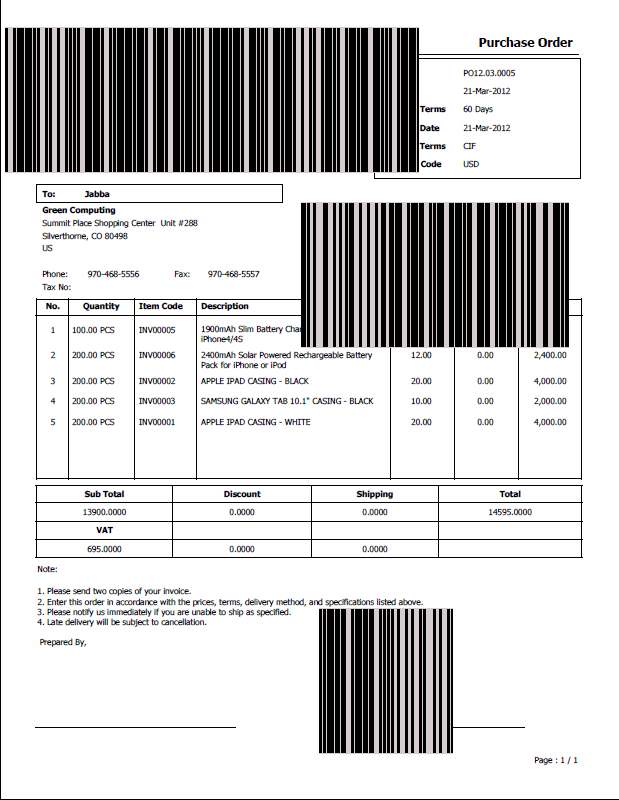 Purchase Order
PO12.03.0005
21-Mar-2012
Terms 60 Days
Date 21-Mar-2012
Terms CIF
Code USD
To: Jabba
Green Computing
Summit Place Shopping Center Unit #288
Silverthorne, CO 80498
US
Phone: 970-468-5556 Fax: 970-468-5557
Tax No:
No. Quantity Item Code Description
1 100.00 PCS INV00005 1900mAh Slim Battery
iPhone4/4S
2 200.00 PCS INV00006 2400mAh Solar Powered Rechargeable Battery 12.00 0.00 2,400.00
Pack for iPhone or iPod
3 200.00 PCS INV00002 APPLE IPAD CASING - BLACK 20.00 0.00 4,000.00
4 200.00 PCS INV00003 SAMSUNG GALAXY TAB 10.1" CASING - BLACK 10.00 0.00 2,000.00
5 200.00 PCS INV00001 APPLE IPAD CASING - WHITE 20.00 0.00 4,000.00
Sub Total Discount Shipping Total
13900.0000 0.0000 0.0000 14595.0000
VAT
695.0000 0.0000 0.0000
Note:
1. Please send two copies of your invoice.
2. Enter this order in accordance with the prices, terms, delivery method, and specifications listed above.
3. Please notify us immediately if you are unable to ship as specified.
4. Late delivery will be subject to cancellation.
Prepared By,
Page : 1 / 1